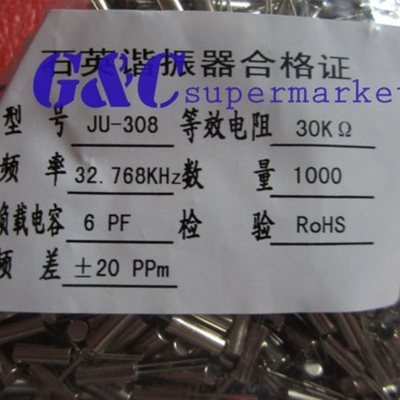 石英谐振器合格证
G&C supermarket
型 号 JU-308 等效电阻 30KΩ
频 率 32.768KHz 数 量 1000
负载电容 6 PF 检 验 RoHS
频 差 ±20 PPm